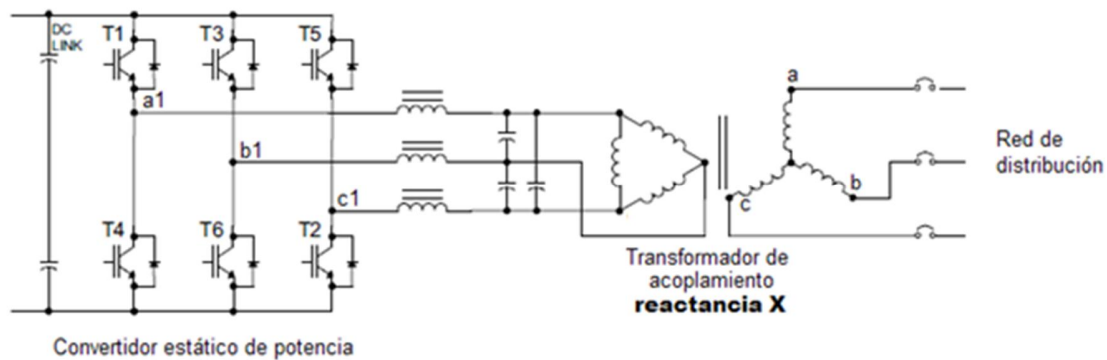 DC
LINK
T1
T3
T5
a1
b1
c1
T4
T6
T2
a
b
c
Red de
distribución
Transformador de
acoplamiento
reactancia X
Convertidor estático de potencia